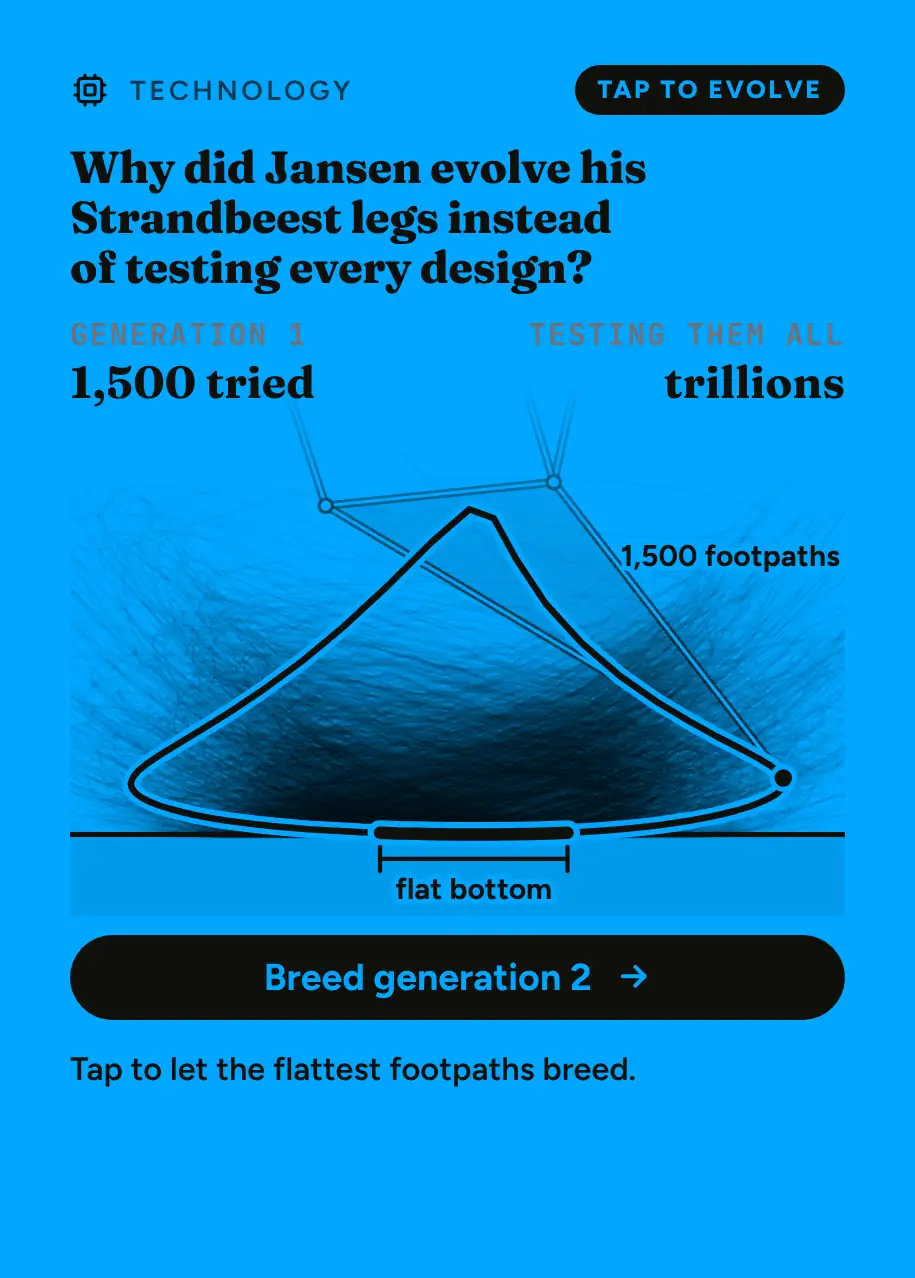 TECHNOLOGY
TAP TO EVOLVE
Why did Jansen evolve his
Strandbeest legs instead
of testing every design?
GENERATION 1
TESTING THEM ALL
1,500 tried
trillions
1,500 footpaths
flat bottom
Breed generation 2 →
Tap to let the flattest footpaths breed.